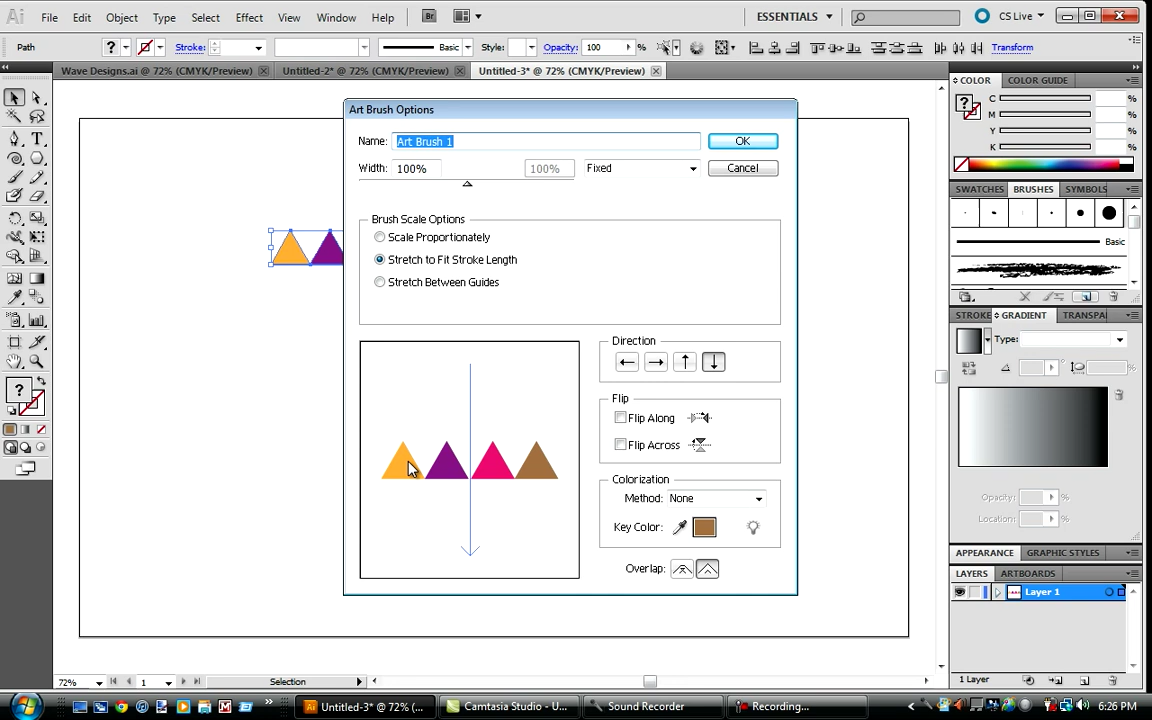 Ai File Edit Object Type Select Effect View Window Help Br ESSENTIALS CS Live
Path ? Stroke: Basic Style: Opacity: 100 % Transform
Wave Designs.ai @ 72% (CMYK/Preview) Untitled-2* @ 72% (CMYK/Preview) Untitled-3* @ 72% (CMYK/Preview)
Art Brush Options
Name: Art Brush 1 OK
Width: 100% 100% Fixed Cancel
Brush Scale Options
Scale Proportionately
Stretch to Fit Stroke Length
Stretch Between Guides
Direction
Flip
Flip Along
Flip Across
Colorization
Method: None
Key Color:
Overlap:
COLOR COLOR GUIDE
? C %
M %
Y %
K %
SWATCHES BRUSHES SYMBOLS
Basic
STROKE GRADIENT TRANSPA
Type:
%
Opacity: %
Location: %
APPEARANCE GRAPHIC STYLES
LAYERS ARTBOARDS
Layer 1
1 Layer
T
?
72% 1 Selection
Untitled-3* @ 72% (... Camtasia Studio - U... Sound Recorder Recording... 6:26 PM